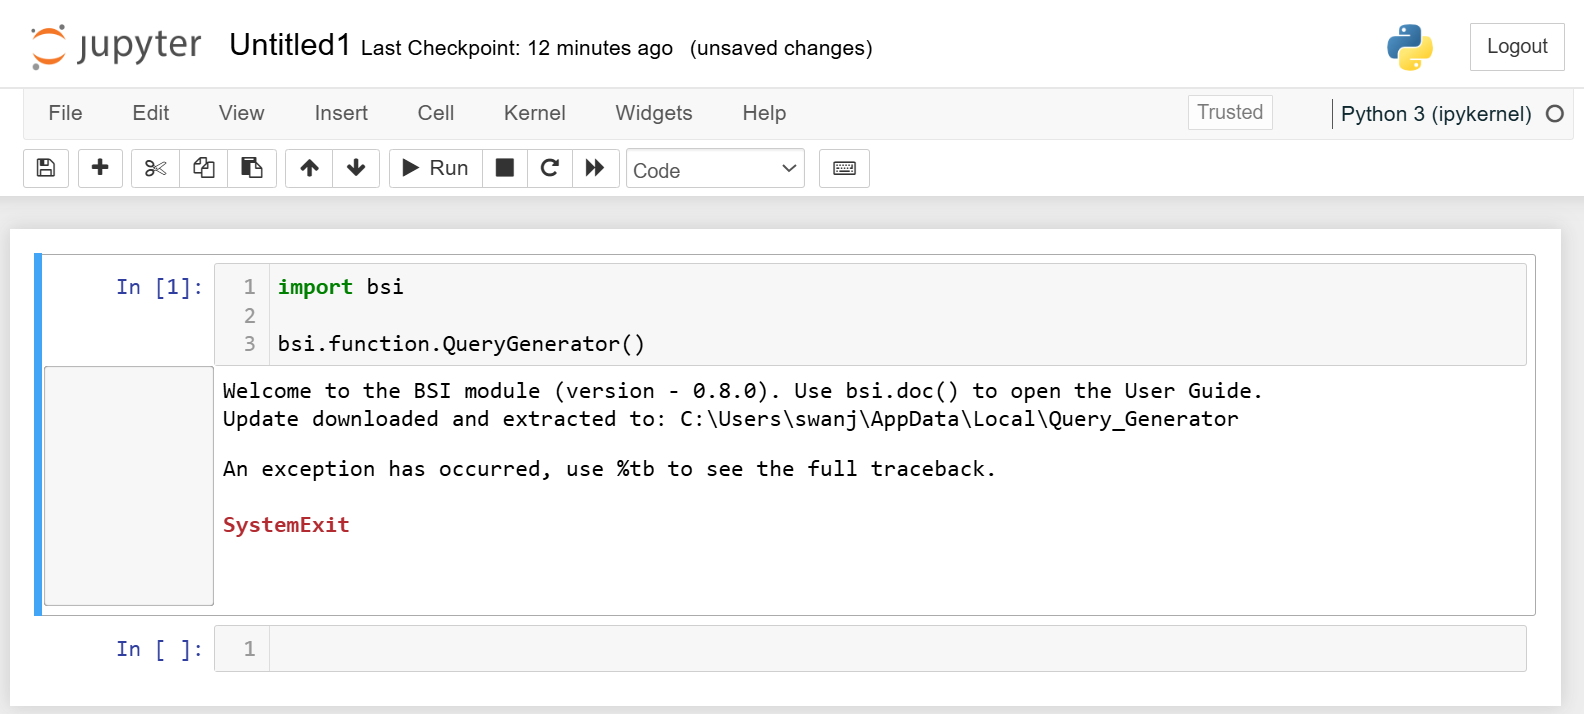 jupyter Untitled1 Last Checkpoint: 12 minutes ago (unsaved changes) Logout
File Edit View Insert Cell Kernel Widgets Help Trusted Python 3 (ipykernel)
Run Code
In [1]: 1 import bsi
2
3 bsi.function.QueryGenerator()
Welcome to the BSI module (version - 0.8.0). Use bsi.doc() to open the User Guide.
Update downloaded and extracted to: C:\Users\swanj\AppData\Local\Query_Generator
An exception has occurred, use %tb to see the full traceback.
SystemExit
In [ ]: 1